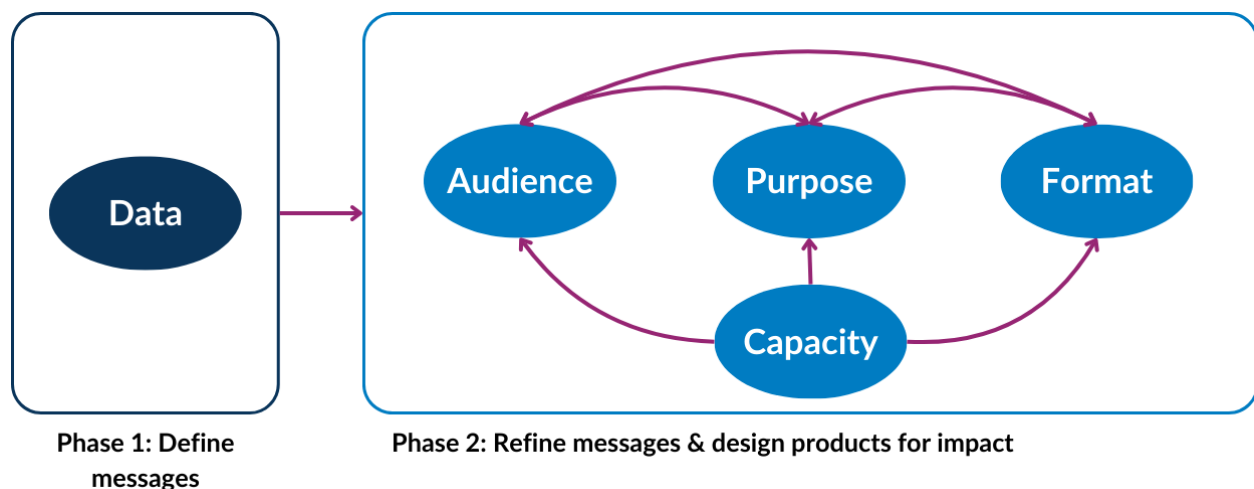 Data
Audience
Purpose
Format
Capacity
Phase 1: Define
messages
Phase 2: Refine messages & design products for impact